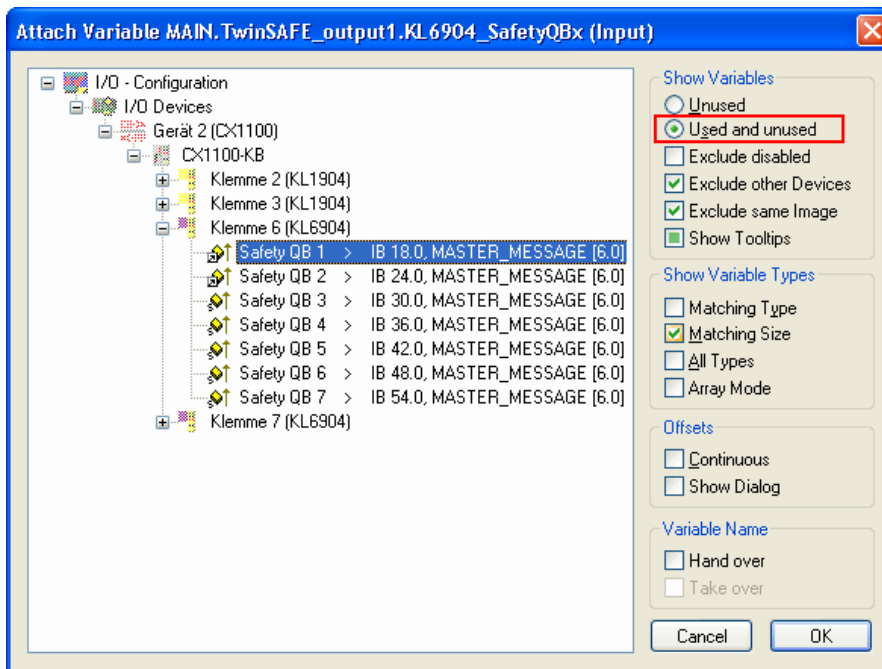 Attach Variable MAIN.TwinSAFE_output1.KL6904_SafetyQBx (Input)
I/O - Configuration
I/O Devices
Gerät 2 (CX1100)
CX1100-KB
Klemme 2 (KL1904)
Klemme 3 (KL1904)
Klemme 6 (KL6904)
Safety QB 1 > IB 18.0, MASTER_MESSAGE [6.0]
Safety QB 2 > IB 24.0, MASTER_MESSAGE [6.0]
Safety QB 3 > IB 30.0, MASTER_MESSAGE [6.0]
Safety QB 4 > IB 36.0, MASTER_MESSAGE [6.0]
Safety QB 5 > IB 42.0, MASTER_MESSAGE [6.0]
Safety QB 6 > IB 48.0, MASTER_MESSAGE [6.0]
Safety QB 7 > IB 54.0, MASTER_MESSAGE [6.0]
Klemme 7 (KL6904)
Show Variables
Unused
Used and unused
Exclude disabled
Exclude other Devices
Exclude same Image
Show Tooltips
Show Variable Types
Matching Type
Matching Size
All Types
Array Mode
Offsets
Continuous
Show Dialog
Variable Name
Hand over
Take over
Cancel
OK